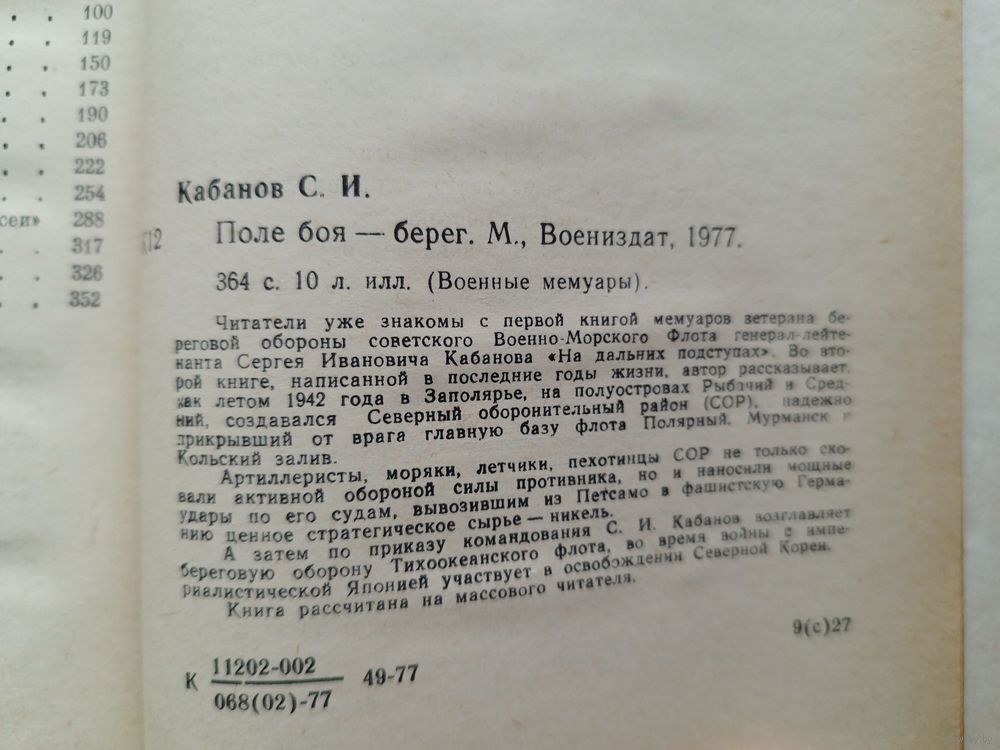 . . 100
. . 119
. . 150
. . 173
. . 190
. . 206
. . 222
. . 254
сеи» 288
. . 317
. . 326
. . 352
Кабанов С. И.
К12 Поле боя — берег. М., Воениздат, 1977.
364 с. 10 л. илл. (Военные мемуары).
Читатели уже знакомы с первой книгой мемуаров ветерана бе-
реговой обороны советского Военно-Морского Флота генерал-лейте-
нанта Сергея Ивановича Кабанова «На дальних подступах». Во вто-
рой книге, написанной в последние годы жизни, автор рассказывает,
как летом 1942 года в Заполярье, на полуостровах Рыбачий и Сред-
ний, создавался Северный оборонительный район (СОР), надежно
прикрывший от врага главную базу флота Полярный, Мурманск и
Кольский залив.
Артиллеристы, моряки, летчики, пехотинцы СОР не только ско-
вали активной обороной силы противника, но и наносили мощные
удары по его судам, вывозившим из Петсамо в фашистскую Герма-
нию ценное стратегическое сырье — никель.
А затем по приказу командования С. И. Кабанов возглавляет
береговую оборону Тихоокеанского флота, во время войны с импе-
риалистической Японией участвует в освобождении Северной Кореи.
Книга рассчитана на массового читателя.
9(с)27
К 11202-002 49-77
068(02)-77